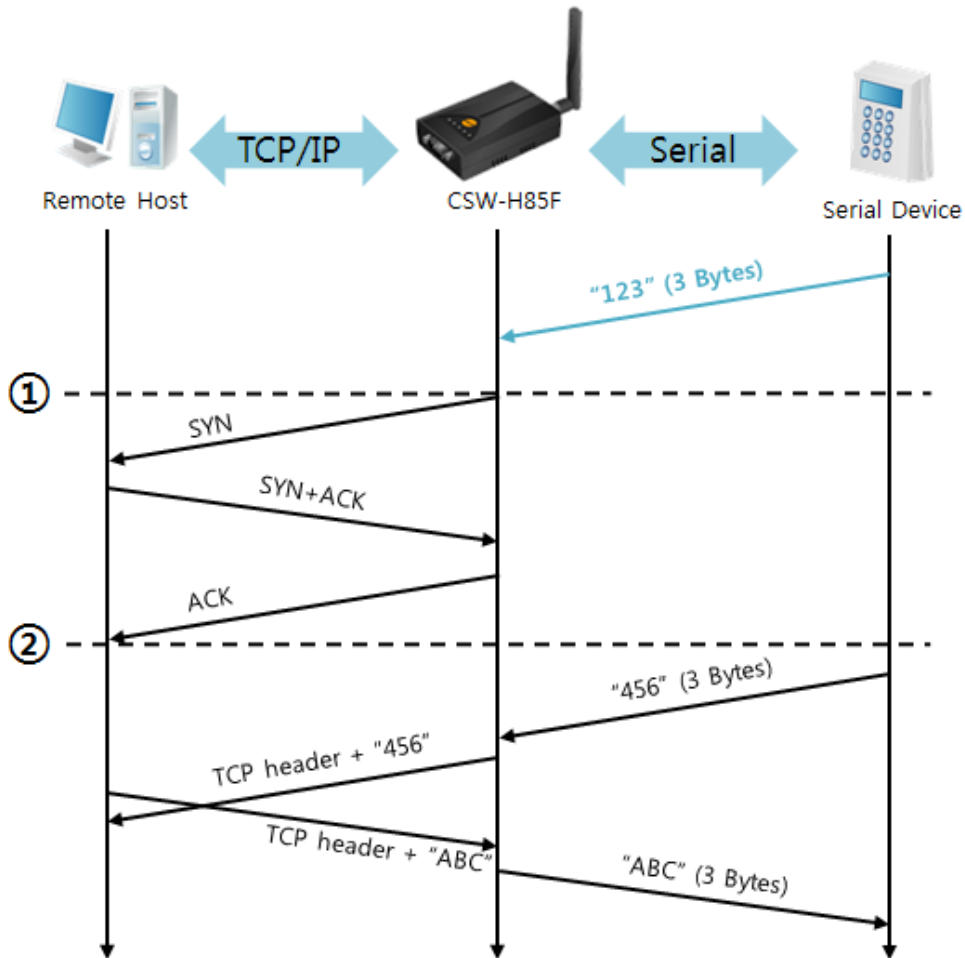 TCP/IP
Serial
Remote Host
CSW-H85F
Serial Device
“123” (3 Bytes)
①
SYN
SYN+ACK
ACK
②
“456” (3 Bytes)
TCP header + “456”
TCP header + “ABC”
“ABC” (3 Bytes)